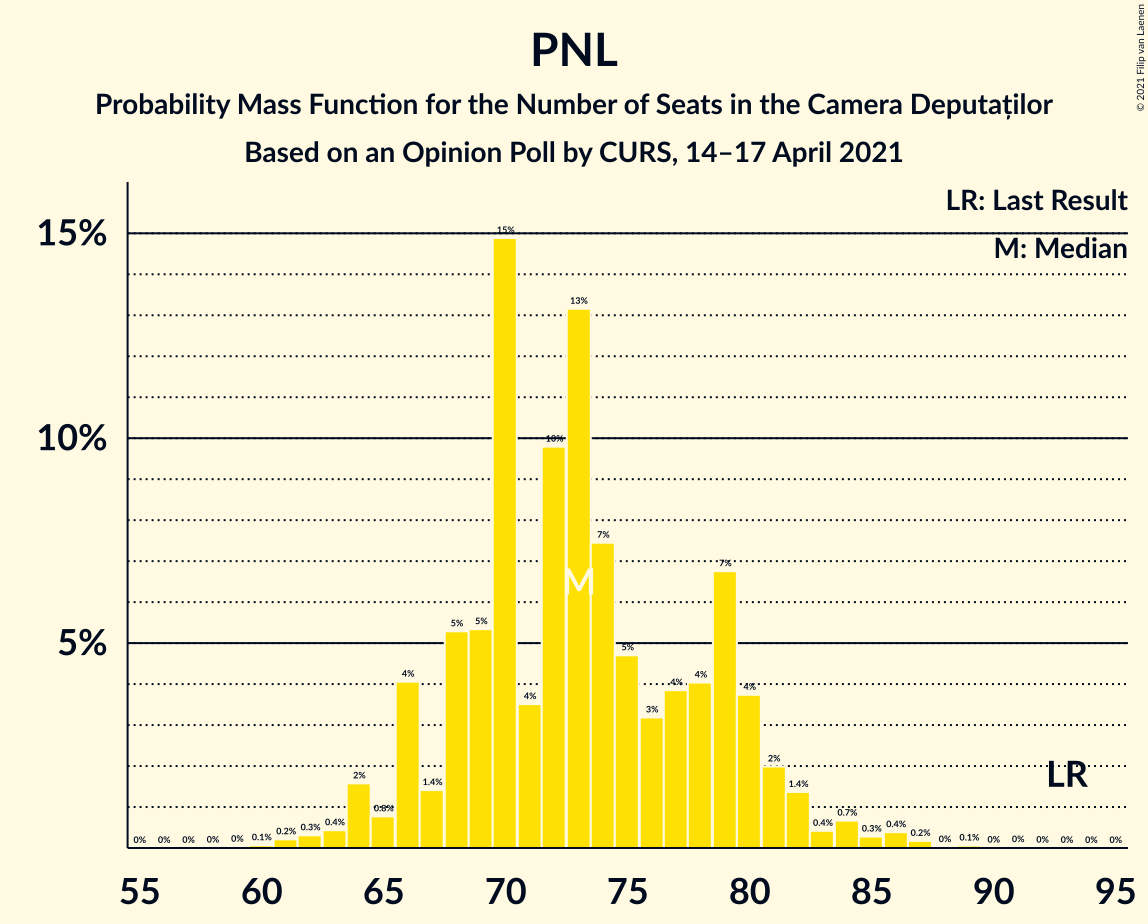 PNL
Probability Mass Function for the Number of Seats in the Camera Deputaților
Based on an Opinion Poll by CURS, 14–17 April 2021
© 2021 Filip van Laenen
LR: Last Result
M: Median
15%
10%
5%
0% 0% 0% 0% 0% 0.1% 0.2% 0.3% 0.4% 2% 0.8% 4% 1.4% 5% 5% 15% 4% 10% 13% 7% 5% 3% 4% 4% 7% 4% 2% 1.4% 0.4% 0.7% 0.3% 0.4% 0.2% 0% 0.1% 0% 0% 0% 0% 0% 0%
M
LR
55 60 65 70 75 80 85 90 95